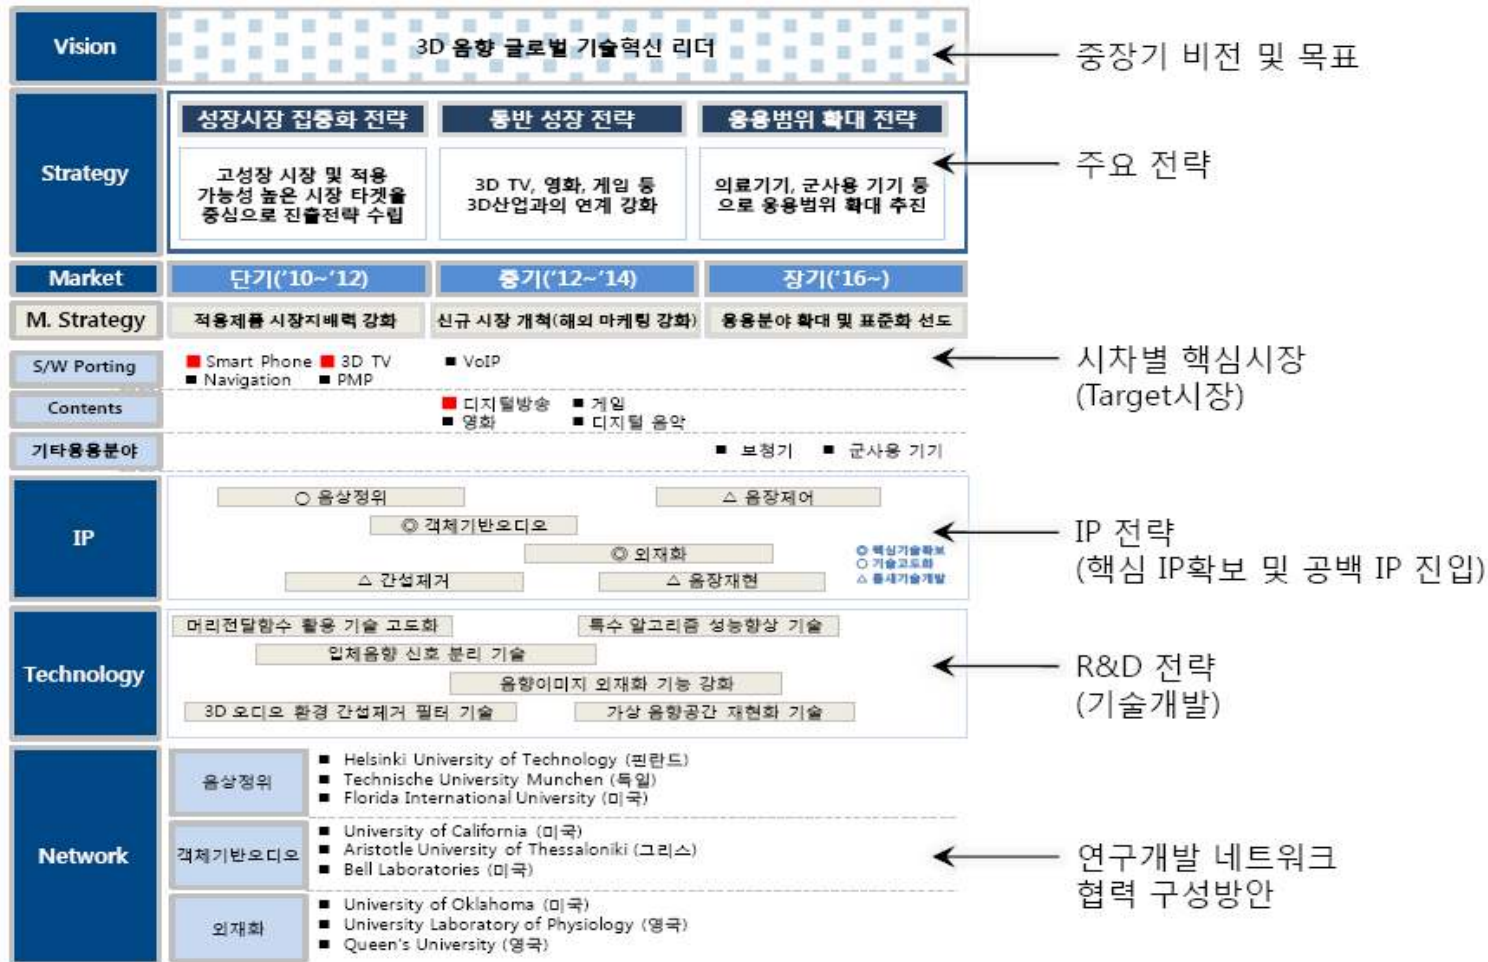 Vision
3D 음향 글로벌 기술혁신 리더
중장기 비전 및 목표
Strategy
성장시장 집중화 전략
동반 성장 전략
응용범위 확대 전략
고성장 시장 및 적용
가능성 높은 시장 타겟을
중심으로 진출전략 수립
3D TV, 영화, 게임 등
3D산업과의 연계 강화
의료기기, 군사용 기기 등
으로 응용범위 확대 추진
주요 전략
Market
단기('10~'12)
중기('12~'14)
장기('16~)
M. Strategy
적용제품 시장지배력 강화
신규 시장 개척(해외 마케팅 강화)
응용분야 확대 및 표준화 선도
S/W Porting
■ Smart Phone ■ 3D TV
■ Navigation ■ PMP
■ VoIP
시차별 핵심시장
(Target시장)
Contents
■ 디지털방송 ■ 게임
■ 영화 ■ 디지털 음악
기타응용분야
■ 보청기 ■ 군사용 기기
IP
○ 음상정위
△ 음장제어
◎ 객체기반오디오
◎ 외재화
△ 간섭제거
△ 음장재현
◎ 핵심기술확보
○ 기술고도화
△ 틈새기술개발
IP 전략
(핵심 IP확보 및 공백 IP 진입)
Technology
머리전달함수 활용 기술 고도화
특수 알고리즘 성능향상 기술
입체음향 신호 분리 기술
음향이미지 외재화 기능 강화
3D 오디오 환경 간섭제거 필터 기술
가상 음향공간 재현화 기술
R&D 전략
(기술개발)
Network
음상정위
■ Helsinki University of Technology (핀란드)
■ Technische University Munchen (독일)
■ Florida International University (미국)
객체기반오디오
■ University of California (미국)
■ Aristotle University of Thessaloniki (그리스)
■ Bell Laboratories (미국)
외재화
■ University of Oklahoma (미국)
■ University Laboratory of Physiology (영국)
■ Queen's University (영국)
연구개발 네트워크
협력 구성방안